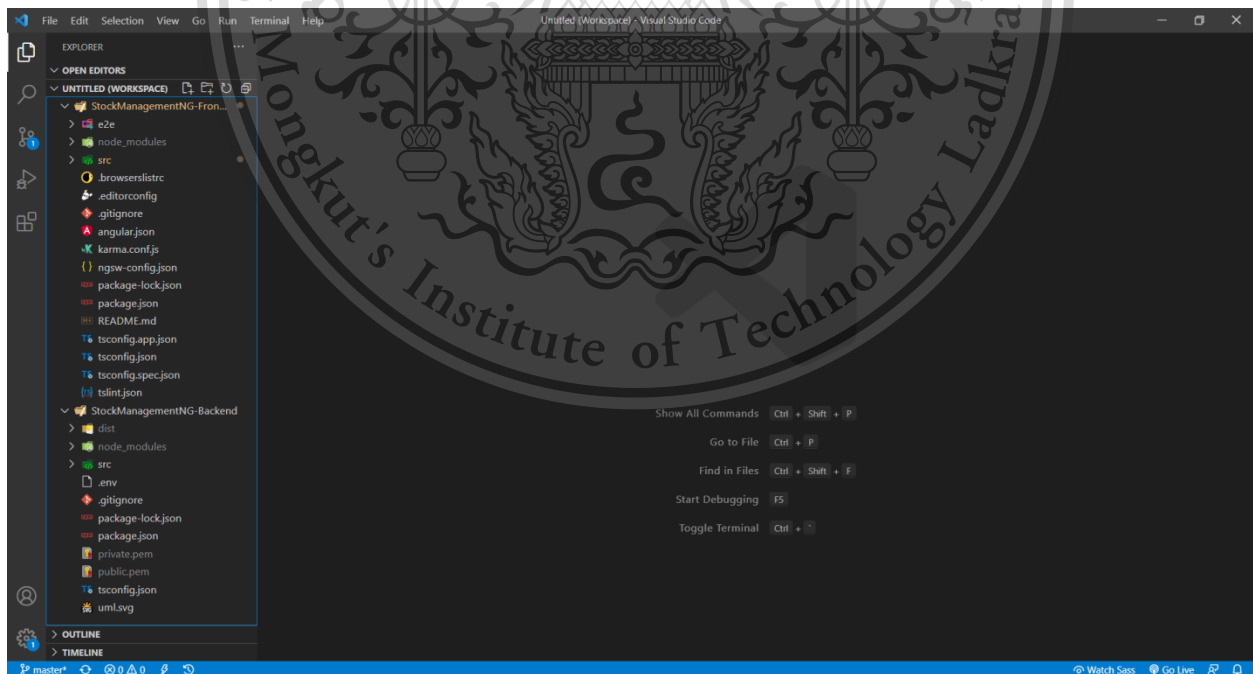 File Edit Selection View Go Run Terminal Help
Untitled (Workspace) - Visual Studio Code
EXPLORER
OPEN EDITORS
UNTITLED (WORKSPACE)
StockManagementNG-Fron...
e2e
node_modules
src
.browserslistrc
.editorconfig
.gitignore
angular.json
karma.conf.js
ngsw-config.json
package-lock.json
package.json
README.md
tsconfig.app.json
tsconfig.json
tsconfig.spec.json
tslint.json
StockManagementNG-Backend
dist
node_modules
src
.env
.gitignore
package-lock.json
package.json
private.pem
public.pem
tsconfig.json
uml.svg
OUTLINE
TIMELINE
Mongkut's Institute of Technology Ladkra
Show All Commands Ctrl + Shift + P
Go to File Ctrl + P
Find in Files Ctrl + Shift + F
Start Debugging F5
Toggle Terminal Ctrl + `
master* 0 0
Watch Sass Go Live